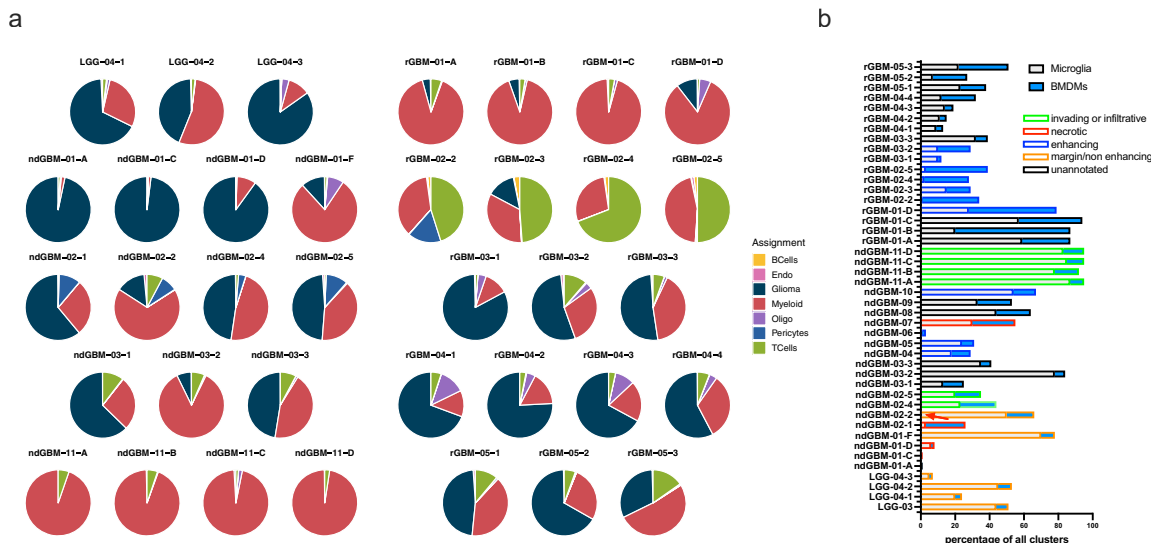 a
LGG-04-1 LGG-04-2 LGG-04-3
rGBM-01-A rGBM-01-B rGBM-01-C rGBM-01-D
ndGBM-01-A ndGBM-01-C ndGBM-01-D ndGBM-01-F
rGBM-02-2 rGBM-02-3 rGBM-02-4 rGBM-02-5
ndGBM-02-1 ndGBM-02-2 ndGBM-02-4 ndGBM-02-5
rGBM-03-1 rGBM-03-2 rGBM-03-3
ndGBM-03-1 ndGBM-03-2 ndGBM-03-3
rGBM-04-1 rGBM-04-2 rGBM-04-3 rGBM-04-4
ndGBM-11-A ndGBM-11-B ndGBM-11-C ndGBM-11-D
rGBM-05-1 rGBM-05-2 rGBM-05-3
Assignment
BCells
Endo
Glioma
Myeloid
Oligo
Pericytes
TCells
b
rGBM-05-3
rGBM-05-2
rGBM-05-1
rGBM-04-4
rGBM-04-3
rGBM-04-2
rGBM-04-1
rGBM-03-3
rGBM-03-2
rGBM-03-1
rGBM-02-5
rGBM-02-4
rGBM-02-3
rGBM-02-2
rGBM-01-D
rGBM-01-C
rGBM-01-B
rGBM-01-A
ndGBM-11-D
ndGBM-11-C
ndGBM-11-B
ndGBM-11-A
ndGBM-10
ndGBM-09
ndGBM-08
ndGBM-07
ndGBM-06
ndGBM-05
ndGBM-04
ndGBM-03-3
ndGBM-03-2
ndGBM-03-1
ndGBM-02-5
ndGBM-02-4
ndGBM-02-2
ndGBM-02-1
ndGBM-01-F
ndGBM-01-D
ndGBM-01-C
ndGBM-01-A
LGG-04-3
LGG-04-2
LGG-04-1
LGG-03
0 20 40 60 80 100
percentage of all clusters
Microglia
BMDMs
invading or infiltrative
necrotic
enhancing
margin/non enhancing
unannotated